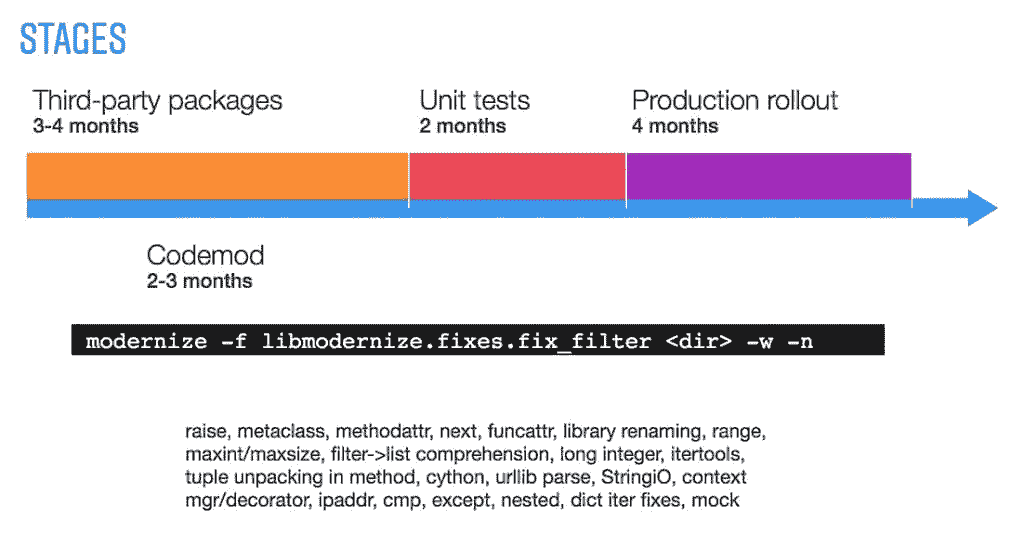 STAGES
Third-party packages
3-4 months
Unit tests
2 months
Production rollout
4 months
Codemod
2-3 months
modernize -f libmodernize.fixes.fix_filter <dir> -w -n
raise, metaclass, methodattr, next, funcattr, library renaming, range,
maxint/maxsize, filter->list comprehension, long integer, itertools,
tuple unpacking in method, cython, urllib parse, StringiO, context
mgr/decorator, ipaddr, cmp, except, nested, dict iter fixes, mock